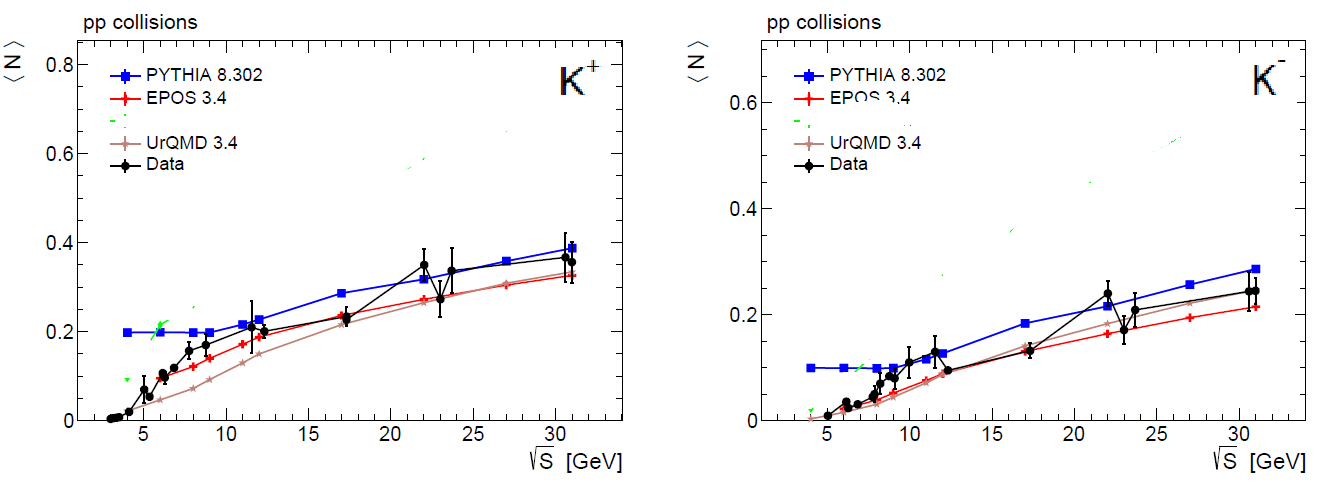 pp collisions
⟨ N ⟩
K+
PYTHIA 8.302
EPOS 3.4
UrQMD 3.4
Data
0.8
0.6
0.4
0.2
0
5 10 15 20 25 30
√S [GeV]
pp collisions
⟨ N ⟩
K-
PYTHIA 8.302
EPOS 3.4
UrQMD 3.4
Data
0.6
0.4
0.2
0
5 10 15 20 25 30
√S [GeV]